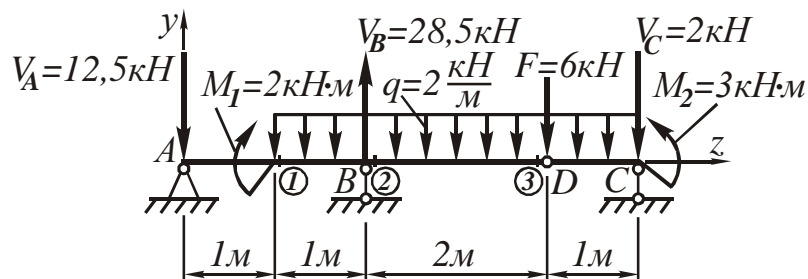 y
V_B=28,5кН
V_C=2кН
V_A=12,5кН
M_1=2кН·м
q=2 кН/м
F=6кН
M_2=3кН·м
A
z
1
B
2
3
D
C
1м
1м
2м
1м